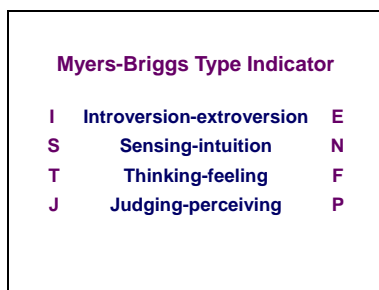 Myers-Briggs Type Indicator
I Introversion-extroversion E
S Sensing-intuition N
T Thinking-feeling F
J Judging-perceiving P